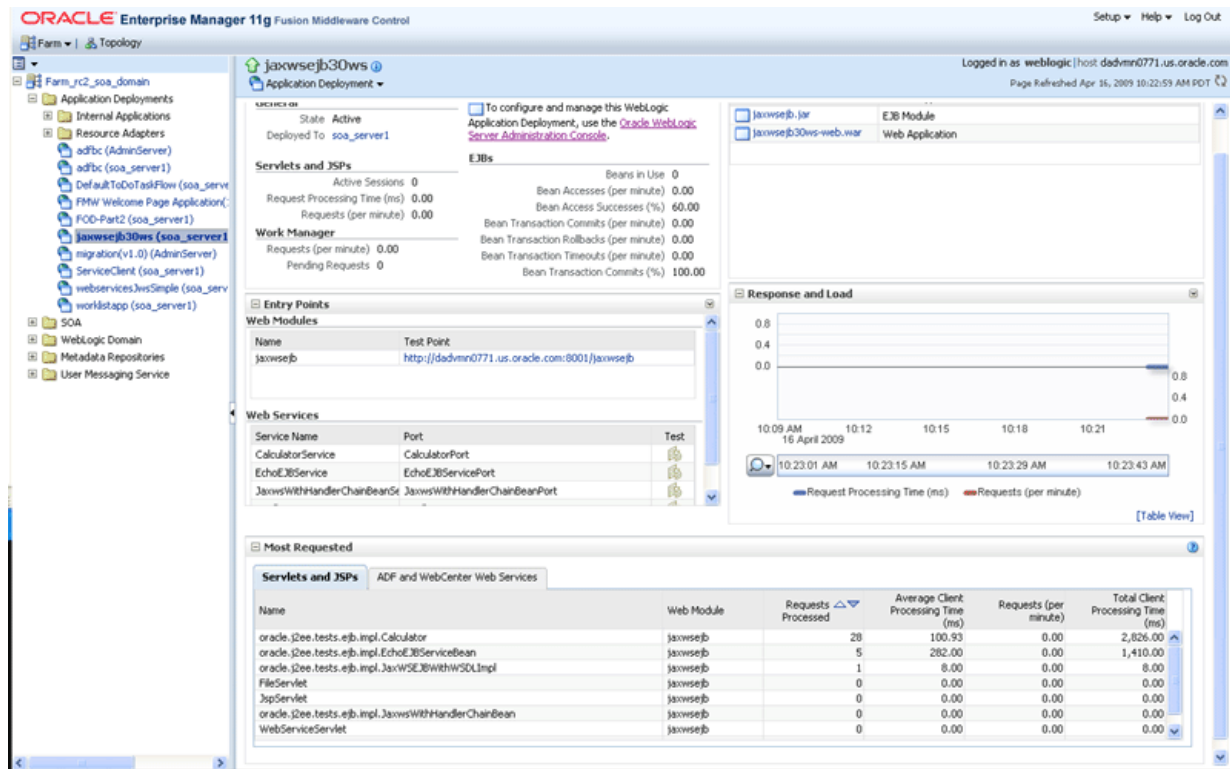 ORACLE Enterprise Manager 11g Fusion Middleware Control
Setup Help Log Out
Farm | Topology
Farm_rc2_soa_domain
Application Deployments
Internal Applications
Resource Adapters
adfbc (AdminServer)
adfbc (soa_server1)
DefaultToDoTaskFlow (soa_serve
FMW Welcome Page Application(
FOD-Part2 (soa_server1)
jaxwsejb30ws (soa_server1
migration(v1.0) (AdminServer)
ServiceClient (soa_server1)
webservicesJwsSimple (soa_serv
worklistapp (soa_server1)
SOA
WebLogic Domain
Metadata Repositories
User Messaging Service
jaxwsejb30ws
Logged in as weblogic|host dadvmn0771.us.oracle.com
Application Deployment
Page Refreshed Apr 16, 2009 10:22:59 AM PDT
General
State Active
Deployed To soa_server1
Servlets and JSPs
Active Sessions 0
Request Processing Time (ms) 0.00
Requests (per minute) 0.00
Work Manager
Requests (per minute) 0.00
Pending Requests 0
To configure and manage this WebLogic
Application Deployment, use the Oracle WebLogic
Server Administration Console.
EJBs
Beans in Use 0
Bean Accesses (per minute) 0.00
Bean Access Successes (%) 60.00
Bean Transaction Commits (per minute) 0.00
Bean Transaction Rollbacks (per minute) 0.00
Bean Transaction Timeouts (per minute) 0.00
Bean Transaction Commits (%) 100.00
jaxwsejb.jar EJB Module
jaxwsejb30ws-web.war Web Application
Entry Points
Web Modules
Name Test Point
jaxwsejb http://dadvmn0771.us.oracle.com:8001/jaxwsejb
Web Services
Service Name Port Test
CalculatorService CalculatorPort
EchoEJBService EchoEJBServicePort
JaxwsWithHandlerChainBeanSe JaxwsWithHandlerChainBeanPort
Response and Load
0.8
0.4
0.0
0.8
0.4
0.0
10:09 AM 10:12 10:15 10:18 10:21
16 April 2009
10:23:01 AM 10:23:15 AM 10:23:29 AM 10:23:43 AM
Request Processing Time (ms) Requests (per minute)
[Table View]
Most Requested
Servlets and JSPs ADF and WebCenter Web Services
Name Web Module Requests Processed Average Client Processing Time (ms) Requests (per minute) Total Client Processing Time (ms)
oracle.j2ee.tests.ejb.impl.Calculator jaxwsejb 28 100.93 0.00 2,826.00
oracle.j2ee.tests.ejb.impl.EchoEJBServiceBean jaxwsejb 5 282.00 0.00 1,410.00
oracle.j2ee.tests.ejb.impl.JaxWSEJBWithWSDLImpl jaxwsejb 1 8.00 0.00 8.00
FileServlet jaxwsejb 0 0.00 0.00 0.00
JspServlet jaxwsejb 0 0.00 0.00 0.00
oracle.j2ee.tests.ejb.impl.JaxwsWithHandlerChainBean jaxwsejb 0 0.00 0.00 0.00
WebServiceServlet jaxwsejb 0 0.00 0.00 0.00